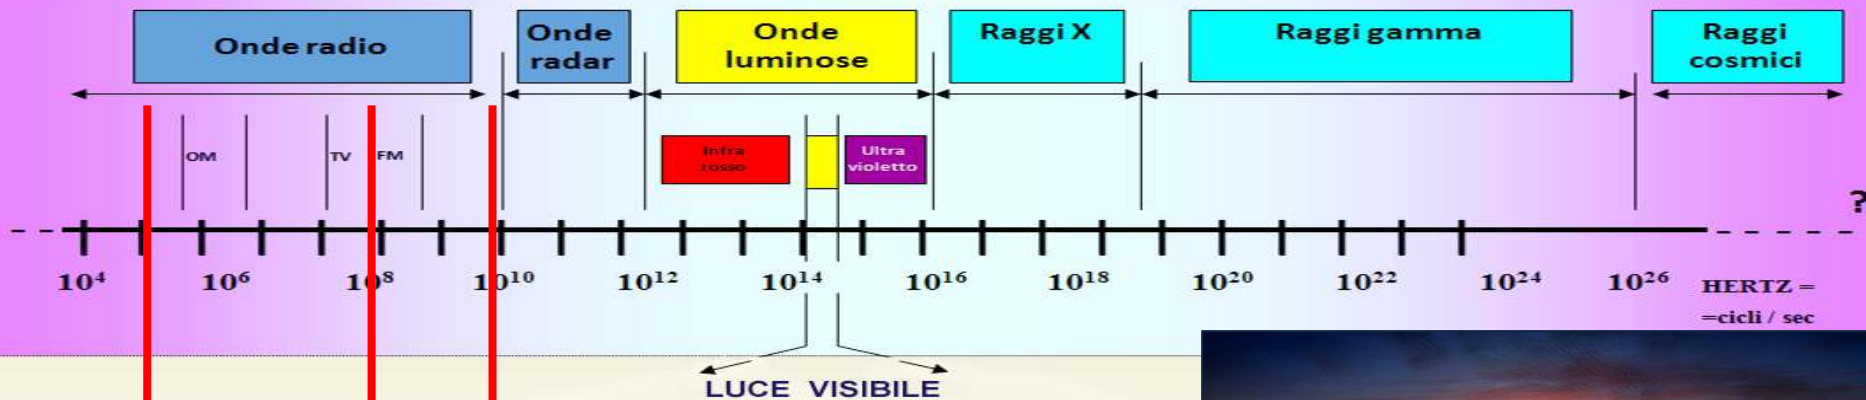 Onde radio
Onde
radar
Onde
luminose
Raggi X
Raggi gamma
Raggi
cosmici
OM
TV
FM
Infra
rosso
Ultra
violetto
?
10⁴
10⁶
10⁸
10¹⁰
10¹²
10¹⁴
10¹⁶
10¹⁸
10²⁰
10²²
10²⁴
10²⁶
HERTZ =
=cicli / sec
LUCE VISIBILE